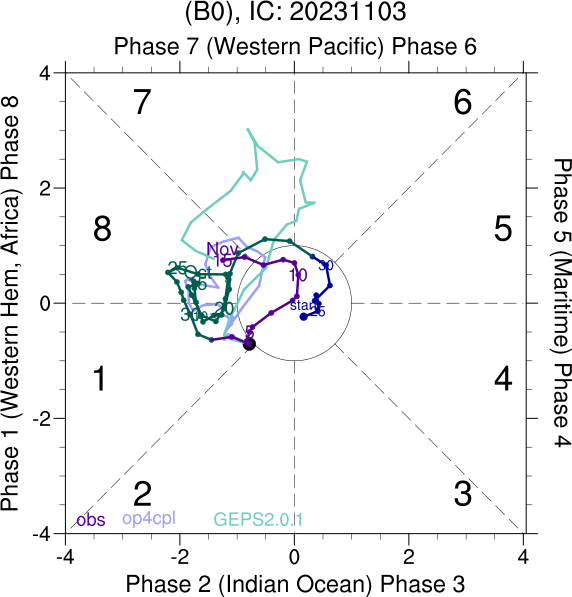 (B0), IC: 20231103
Phase 7 (Western Pacific) Phase 6
4
2
0
-2
-4
Phase 1 (Western Hem, Africa) Phase 8
7
6
8
5
1
4
2
3
Nov
15
10
30
25
Oct
start
25
20
30
5
obs
op4cpl
GEPS2.0.1
Phase 5 (Maritime) Phase 4
-4
-2
0
2
4
Phase 2 (Indian Ocean) Phase 3